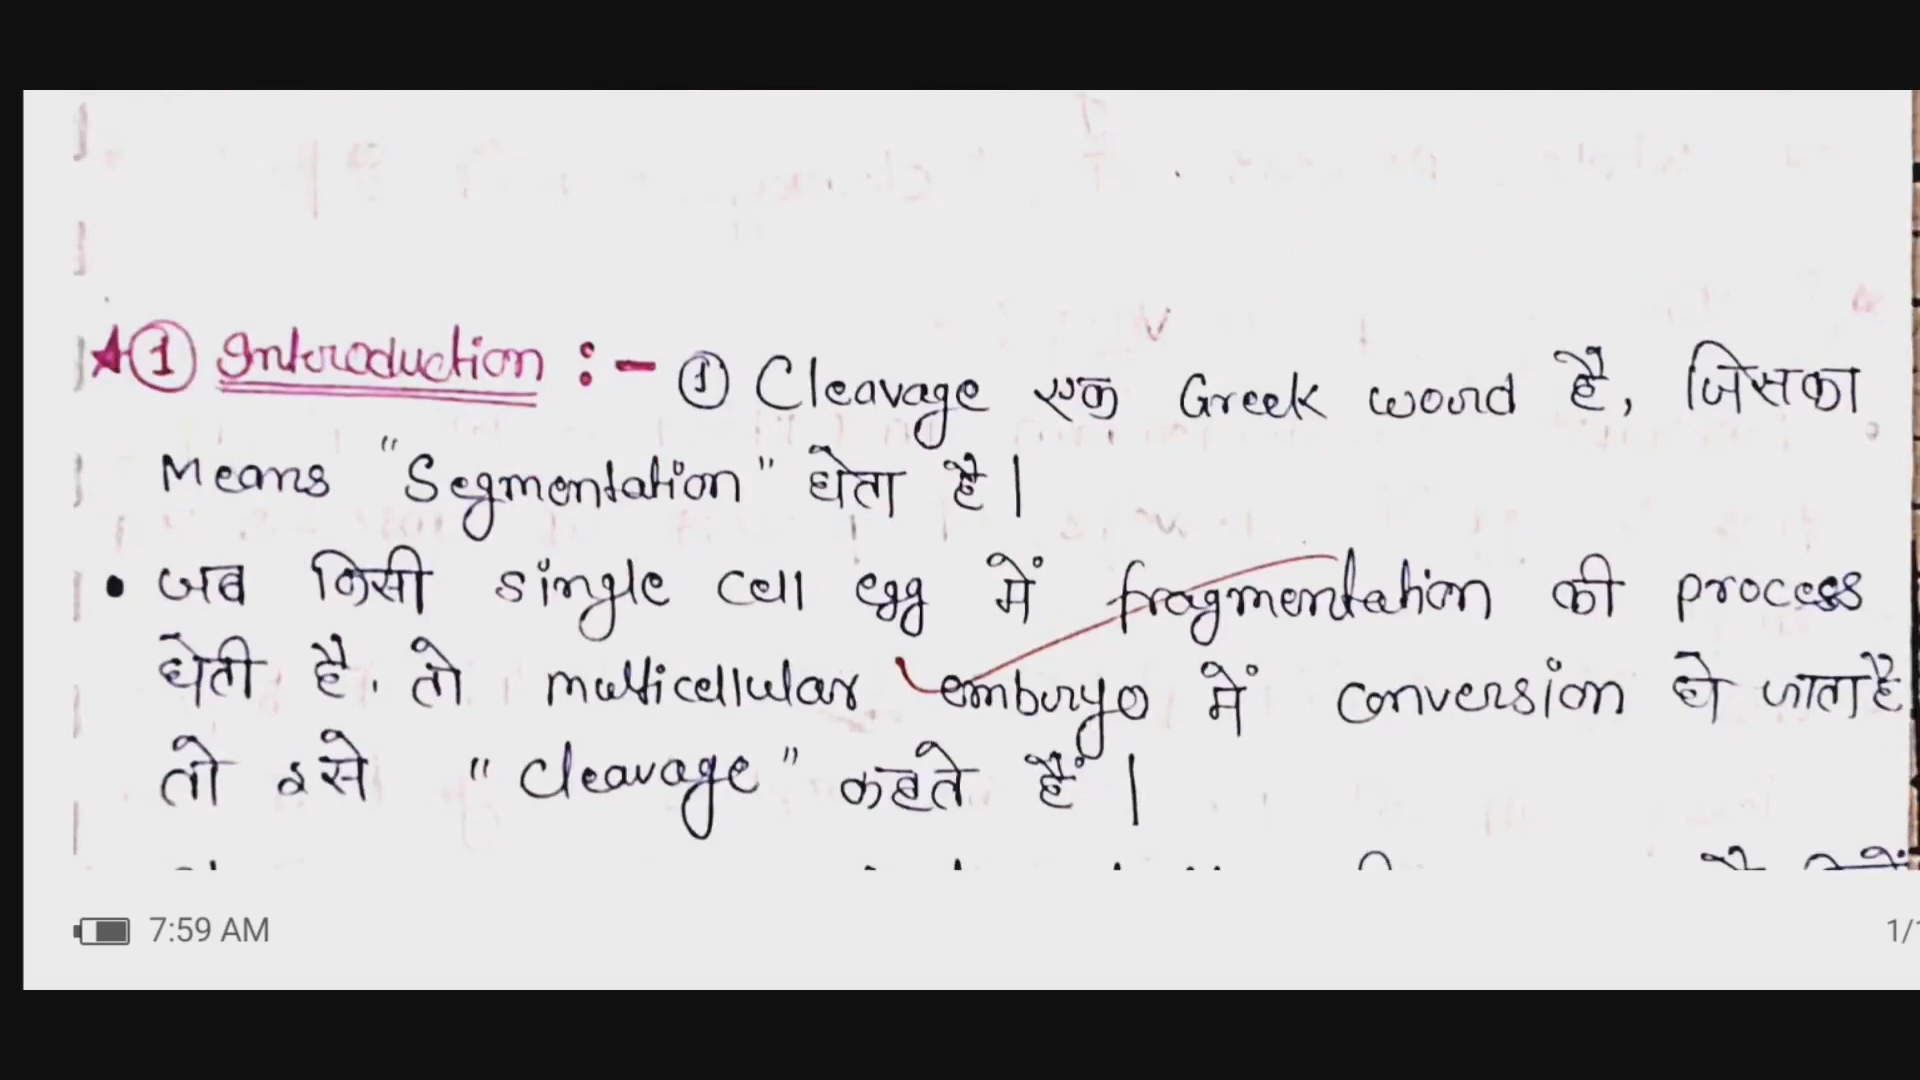 ★① Introduction :- ① Cleavage एक Greek word है, जिसका
Means "Segmentation" होता है |
• जब किसी single cell egg में fragmentation की process
होती है. तो multicellular embryo में conversion हो जाता है
तो इसे "Cleavage" कहते हैं |
7:59 AM